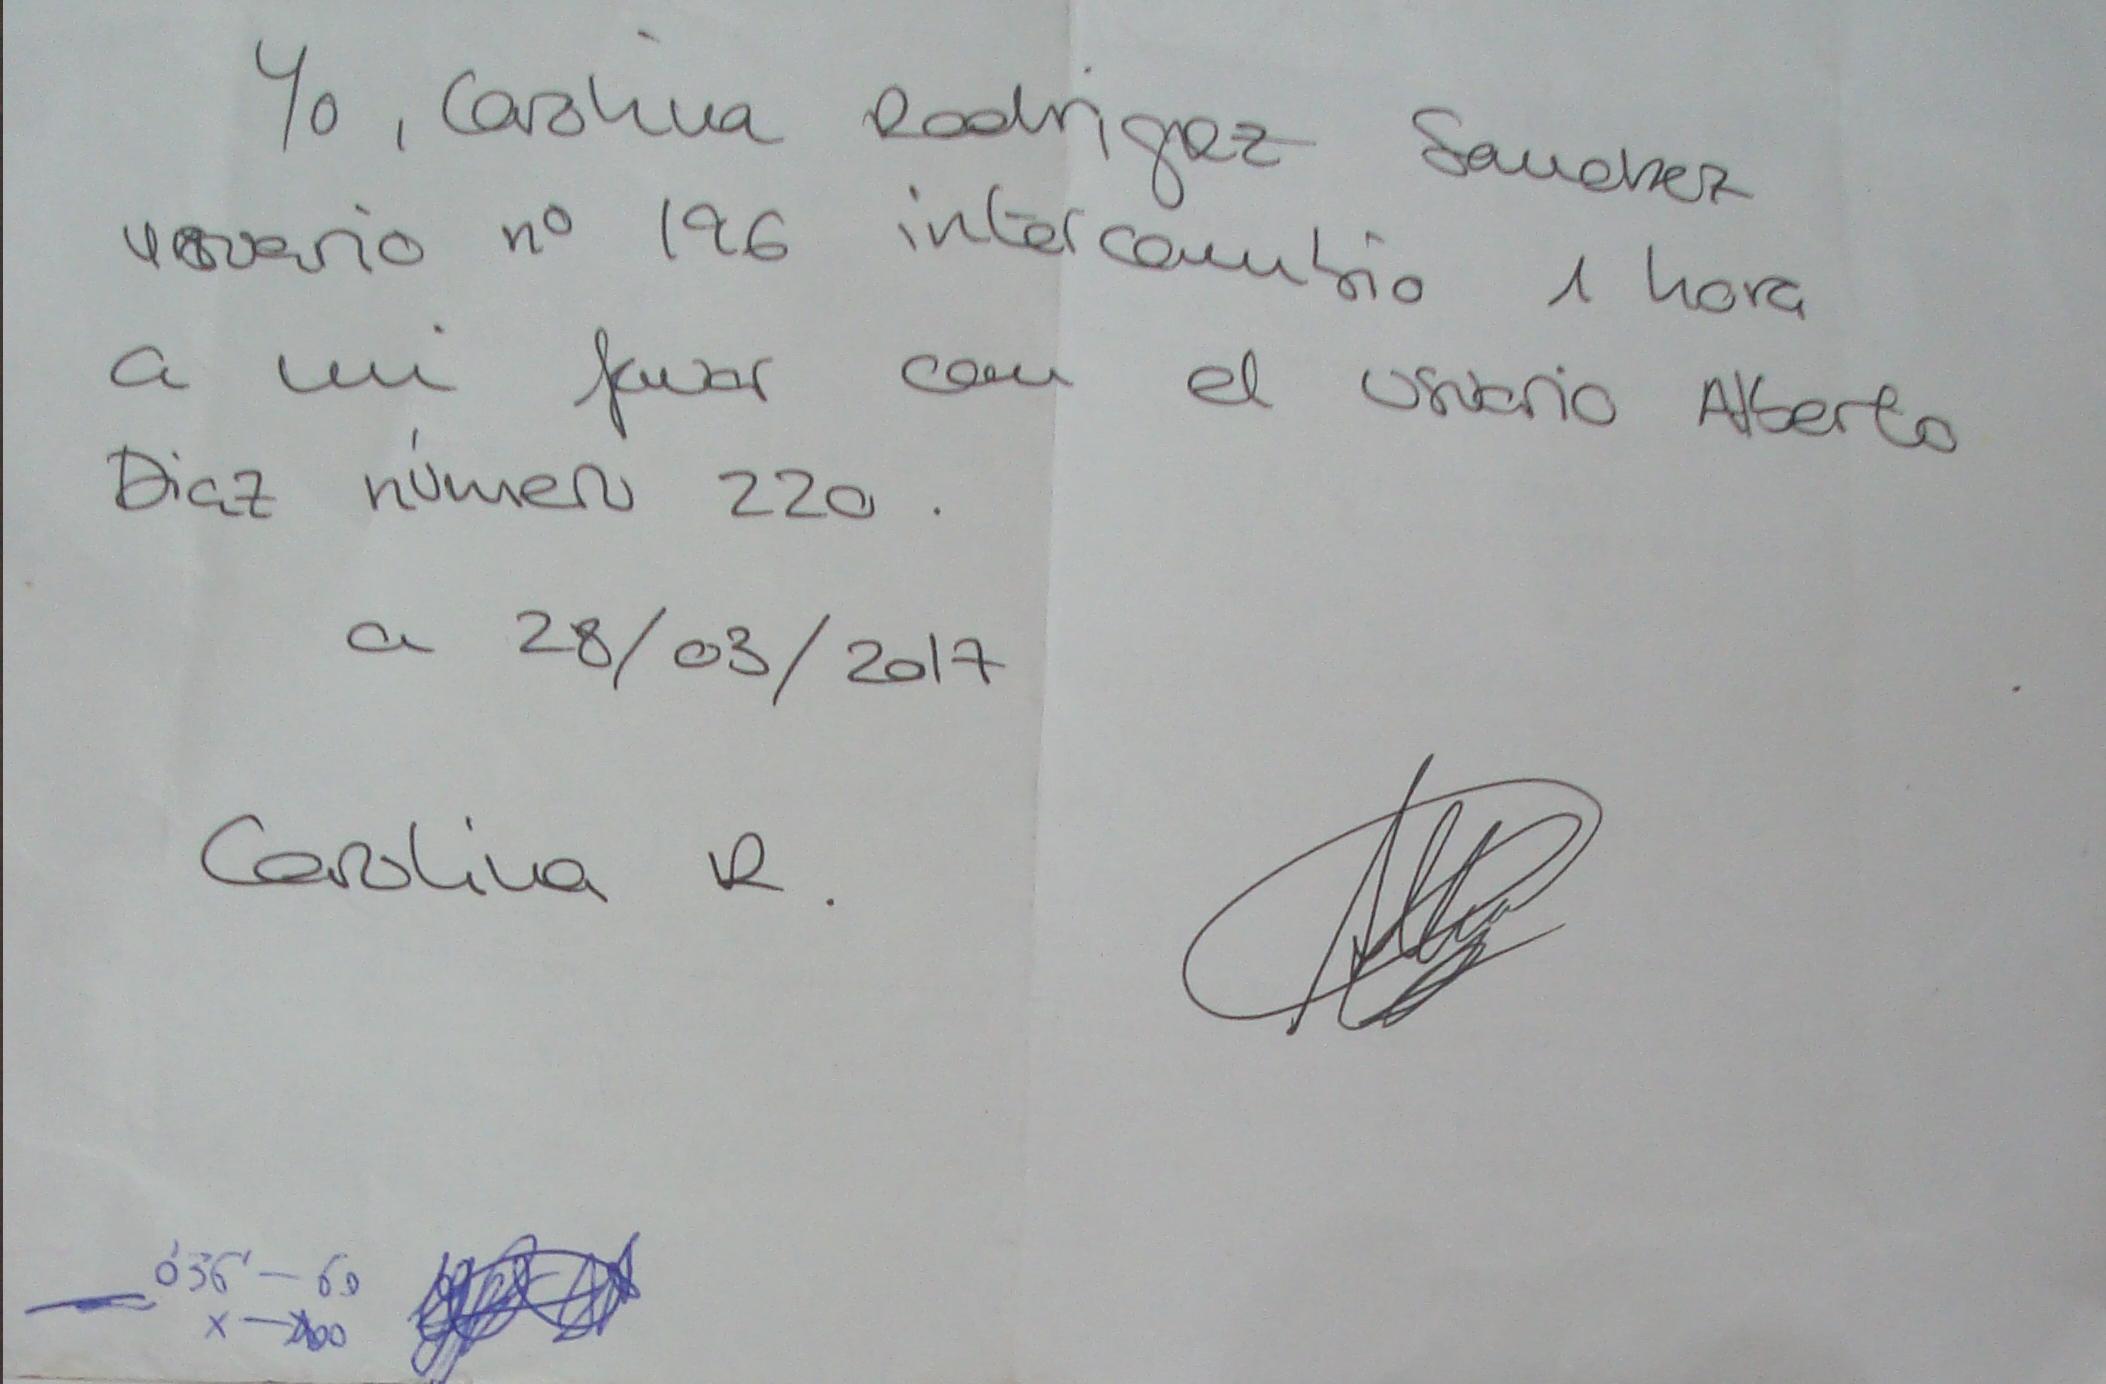 Yo, Carolina Rodrigez Sanchez
usuario nº 196 intercambio 1 hora
a mi favor con el usuario Alberto
Diaz número 220.
a 28/03/2017
Carolina R.
036' — 60
x — 100